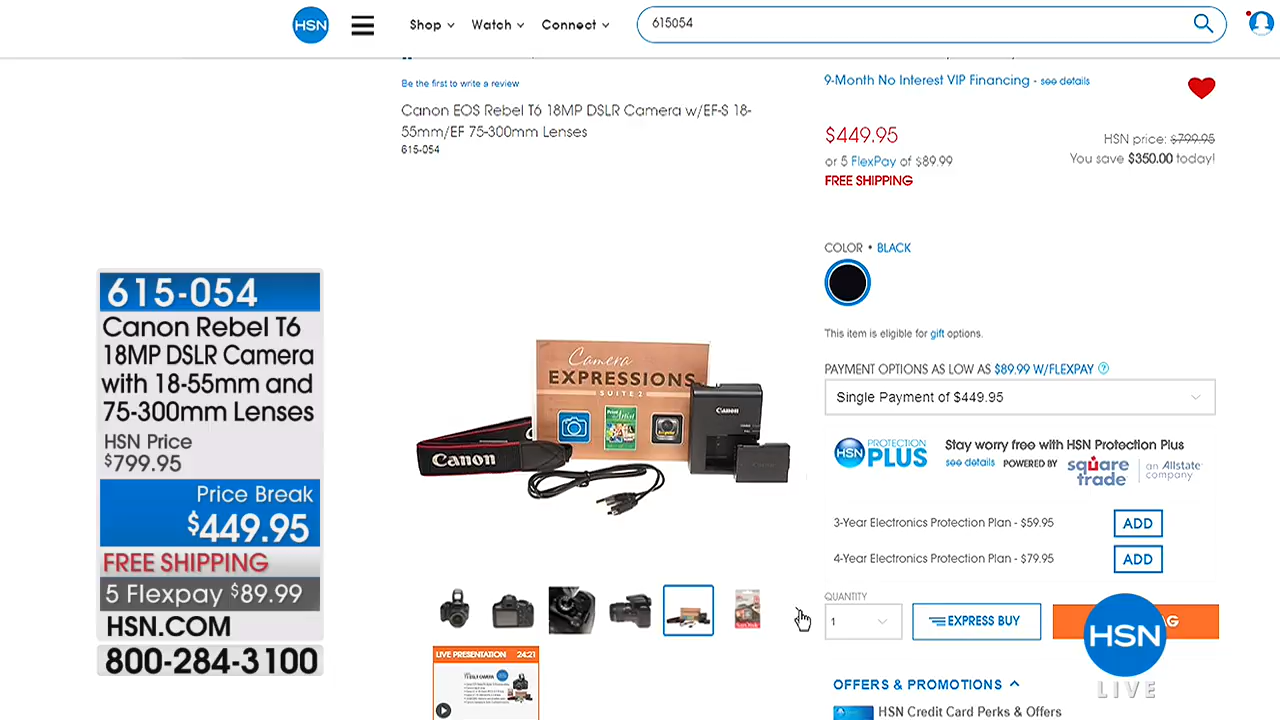 HSN
Shop
Watch
Connect
615054
Be the first to write a review
Canon EOS Rebel T6 18MP DSLR Camera w/EF-S 18-
55mm/EF 75-300mm Lenses
615-054
9-Month No Interest VIP Financing - see details
$449.95
or 5 FlexPay of $89.99
FREE SHIPPING
HSN price: $799.95
You save $350.00 today!
COLOR • BLACK
This item is eligible for gift options.
PAYMENT OPTIONS AS LOW AS $89.99 W/FLEXPAY ?
Single Payment of $449.95
HSN PROTECTION PLUS
Stay worry free with HSN Protection Plus
see details POWERED BY square trade an Allstate company
3-Year Electronics Protection Plan - $59.95 ADD
4-Year Electronics Protection Plan - $79.95 ADD
QUANTITY
1
EXPRESS BUY
G
HSN
LIVE
OFFERS & PROMOTIONS
HSN Credit Card Perks & Offers
615-054
Canon Rebel T6
18MP DSLR Camera
with 18-55mm and
75-300mm Lenses
HSN Price
$799.95
Price Break
$449.95
FREE SHIPPING
5 Flexpay $89.99
HSN.COM
800-284-3100
Camera
EXPRESSIONS
SUITE 2
Canon
Canon
LIVE PRESENTATION 24:21